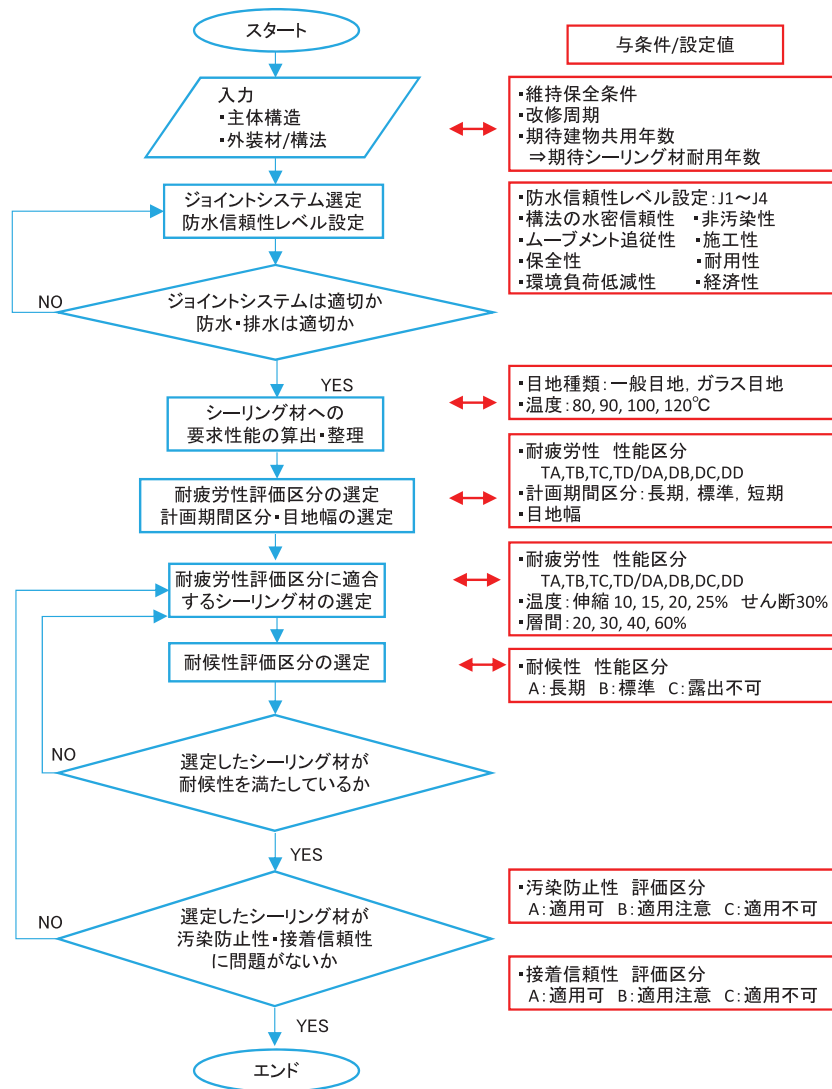 スタート
与条件/設定値
入力
・主体構造
・外装材/構法
・維持保全条件
・改修周期
・期待建物共用年数
⇒期待シーリング材耐用年数
ジョイントシステム選定
防水信頼性レベル設定
・防水信頼性レベル設定:J1～J4
・構法の水密信頼性 ・非汚染性
・ムーブメント追従性 ・施工性
・保全性 ・耐用性
・環境負荷低減性 ・経済性
NO
ジョイントシステムは適切か
防水・排水は適切か
YES
シーリング材への
要求性能の算出・整理
・目地種類:一般目地, ガラス目地
・温度:80, 90, 100, 120℃
耐疲労性評価区分の選定
計画期間区分・目地幅の選定
・耐疲労性 性能区分
TA,TB,TC,TD/DA,DB,DC,DD
・計画期間区分:長期, 標準, 短期
・目地幅
耐疲労性評価区分に適合
するシーリング材の選定
・耐疲労性 性能区分
TA,TB,TC,TD/DA,DB,DC,DD
・温度:伸縮 10, 15, 20, 25% せん断30%
・層間:20, 30, 40, 60%
耐候性評価区分の選定
・耐候性 性能区分
A:長期 B:標準 C:露出不可
NO
選定したシーリング材が
耐候性を満たしているか
YES
NO
選定したシーリング材が
汚染防止性・接着信頼性
に問題がないか
・汚染防止性 評価区分
A:適用可 B:適用注意 C:適用不可
・接着信頼性 評価区分
A:適用可 B:適用注意 C:適用不可
YES
エンド